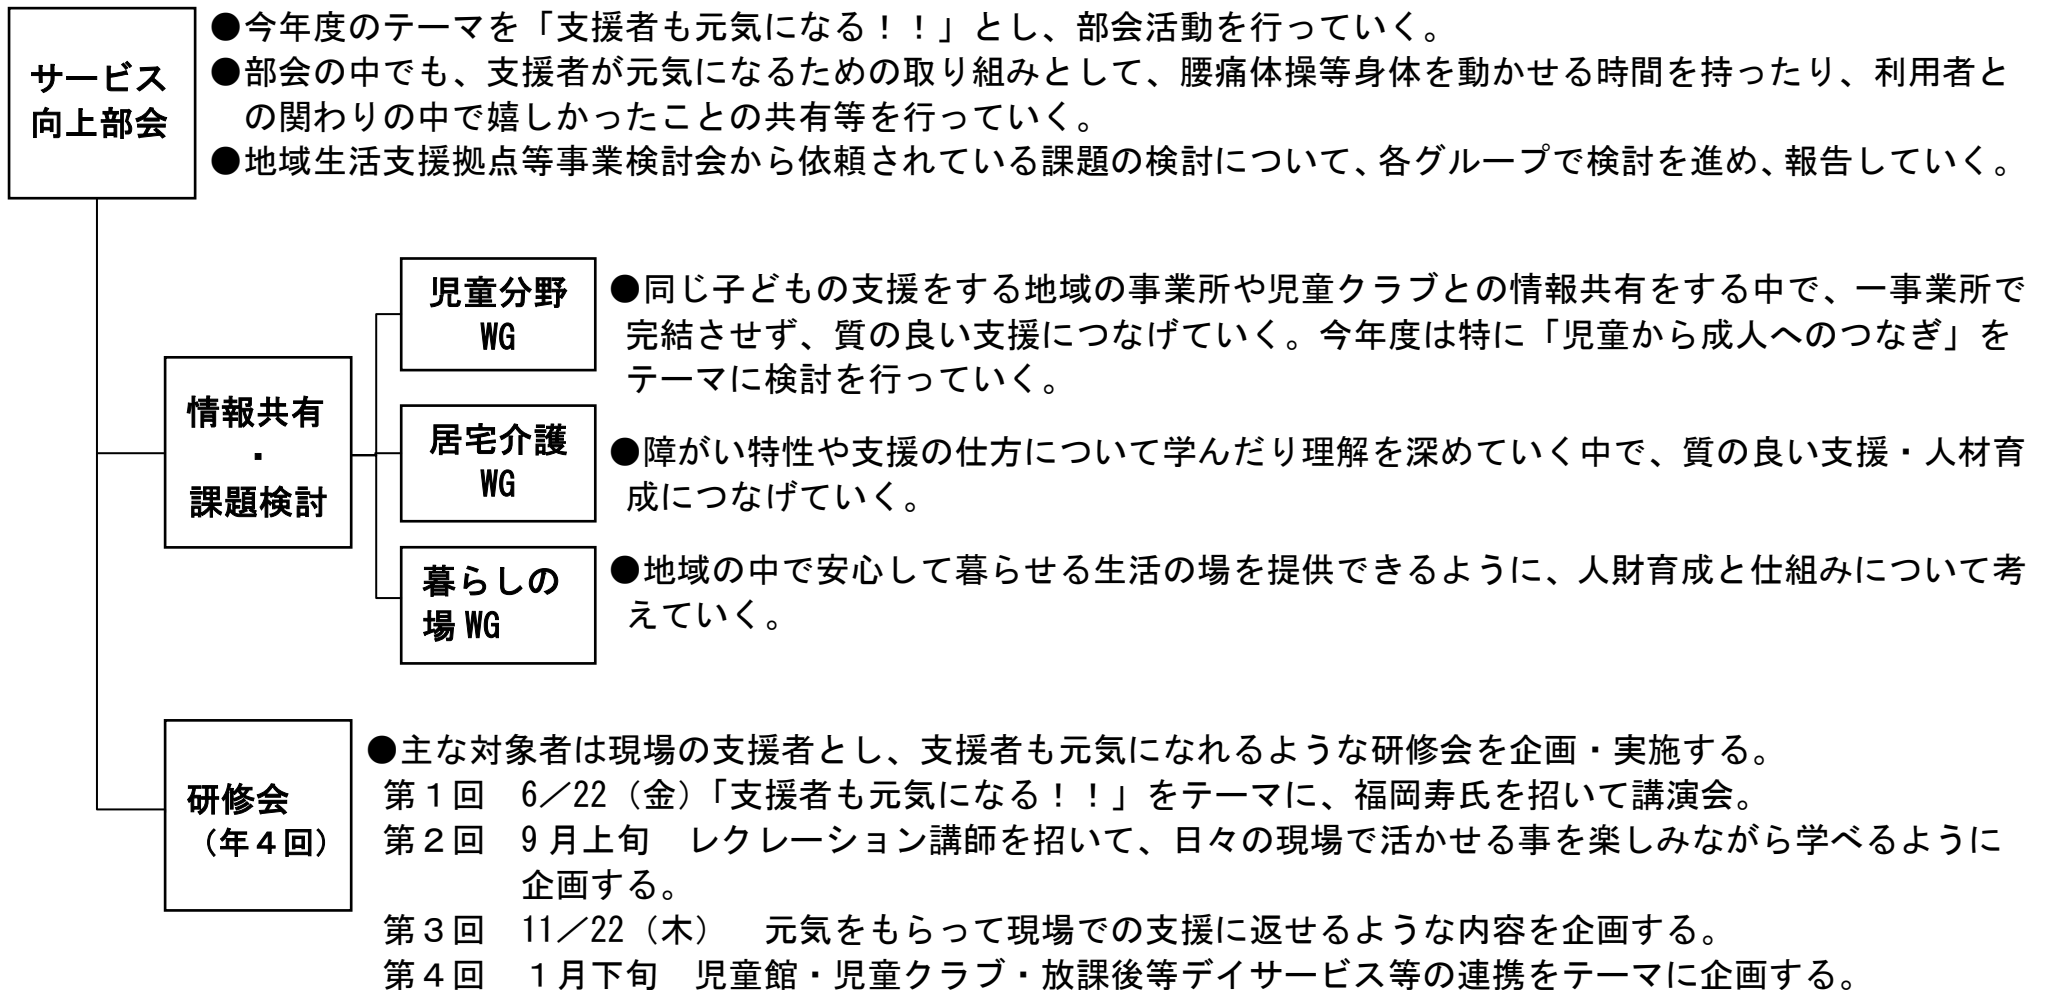 サービス
向上部会
●今年度のテーマを「支援者も元気になる！！」とし、部会活動を行っていく。
●部会の中でも、支援者が元気になるための取り組みとして、腰痛体操等身体を動かせる時間を持ったり、利用者と
の関わりの中で嬉しかったことの共有等を行っていく。
●地域生活支援拠点等事業検討会から依頼されている課題の検討について、各グループで検討を進め、報告していく。
情報共有
・
課題検討
児童分野
WG
●同じ子どもの支援をする地域の事業所や児童クラブとの情報共有をする中で、一事業所で
完結させず、質の良い支援につなげていく。今年度は特に「児童から成人へのつなぎ」を
テーマに検討を行っていく。
居宅介護
WG
●障がい特性や支援の仕方について学んだり理解を深めていく中で、質の良い支援・人材育
成につなげていく。
暮らしの
場 WG
●地域の中で安心して暮らせる生活の場を提供できるように、人財育成と仕組みについて考
えていく。
研修会
（年４回）
●主な対象者は現場の支援者とし、支援者も元気になれるような研修会を企画・実施する。
第１回　6／22（金）「支援者も元気になる！！」をテーマに、福岡寿氏を招いて講演会。
第２回　9 月上旬　レクレーション講師を招いて、日々の現場で活かせる事を楽しみながら学べるように
企画する。
第３回　11／22（木）　元気をもらって現場での支援に返せるような内容を企画する。
第４回　１月下旬　児童館・児童クラブ・放課後等デイサービス等の連携をテーマに企画する。